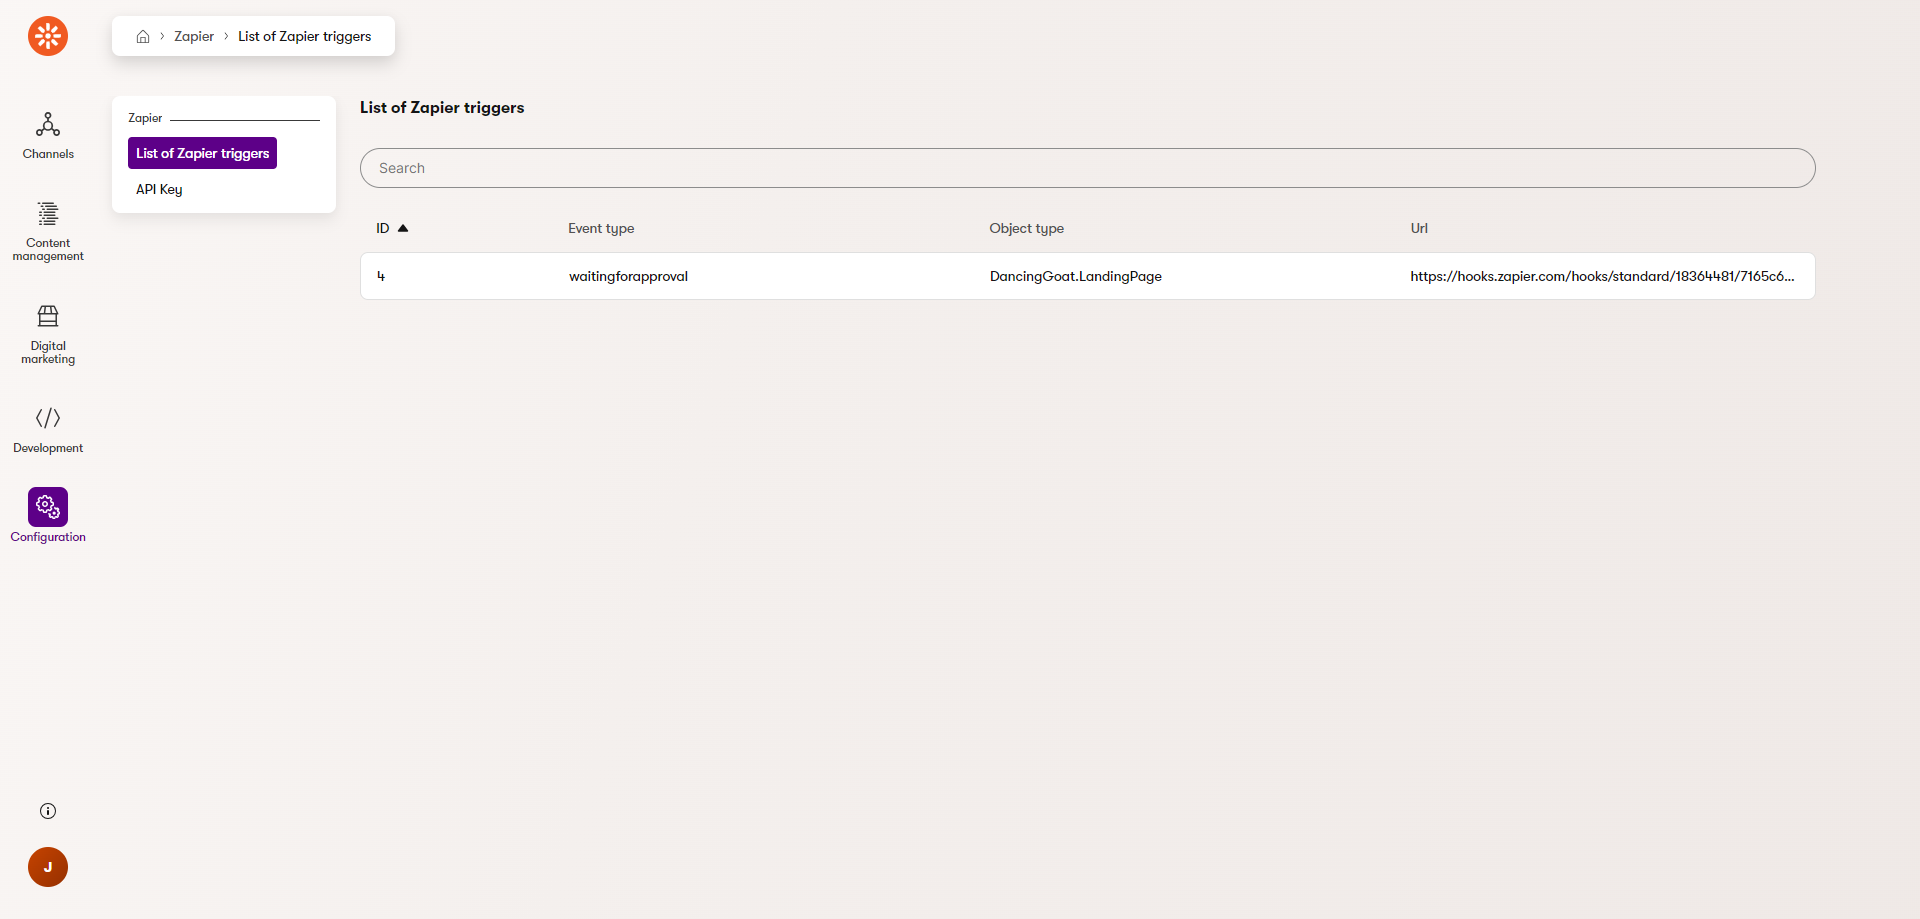 Zapier
List of Zapier triggers
Channels
Content
management
Digital
marketing
Development
Configuration
J
Zapier
List of Zapier triggers
API Key
List of Zapier triggers
Search
ID Event type Object type Url
4 waitingforapproval DancingGoat.LandingPage https://hooks.zapier.com/hooks/standard/18364481/7165c6...